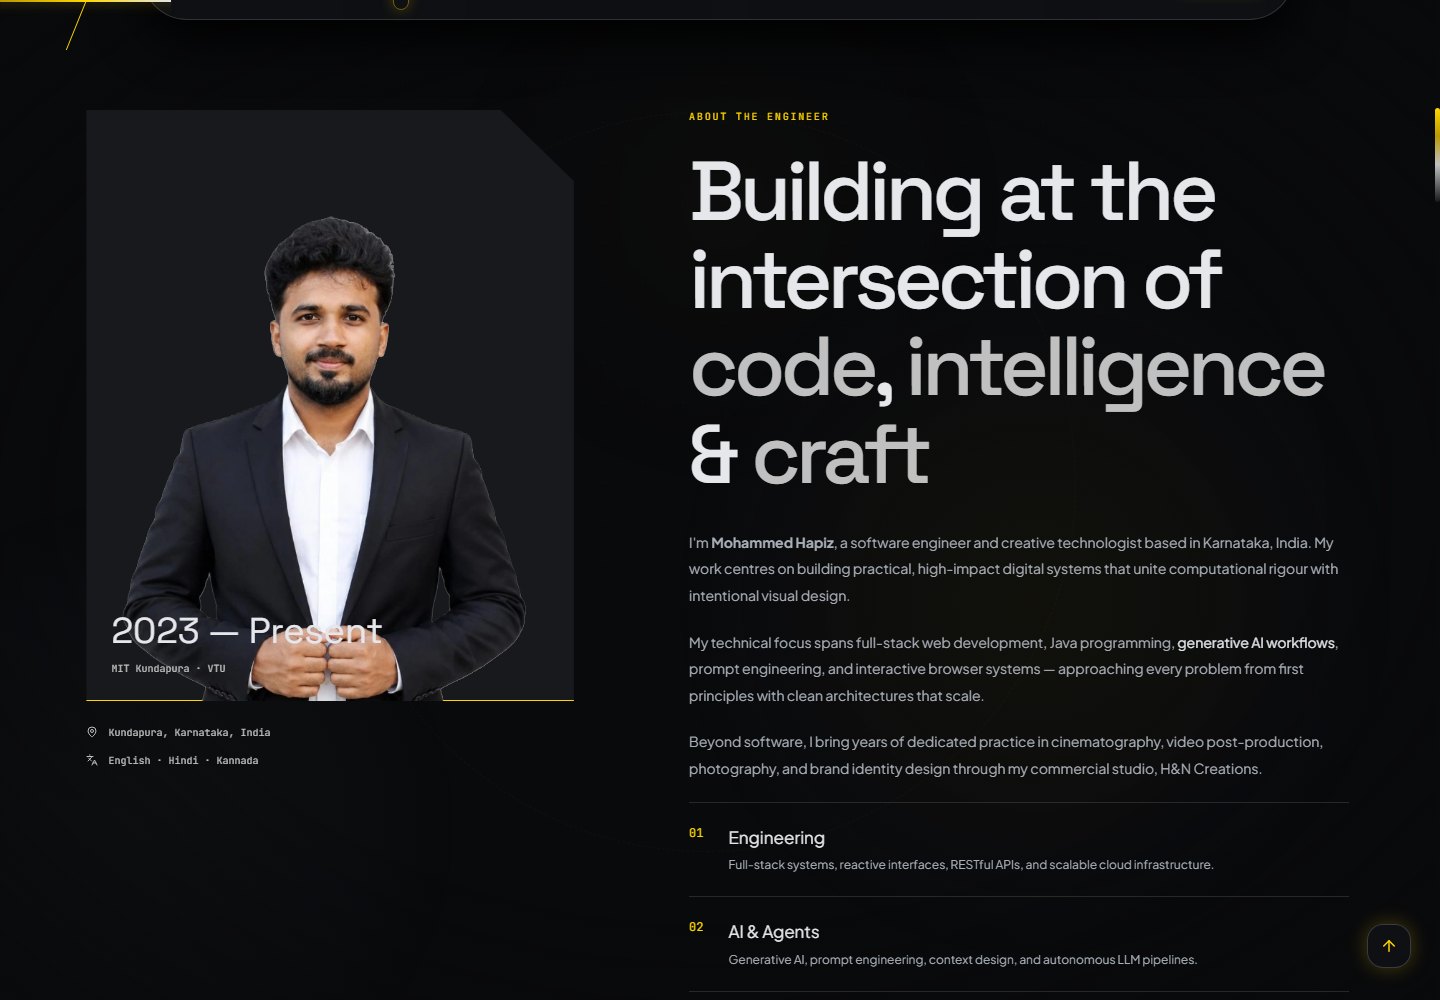 ABOUT THE ENGINEER
Building at the
intersection of
code, intelligence
& craft
I'm Mohammed Hapiz, a software engineer and creative technologist based in Karnataka, India. My
work centres on building practical, high-impact digital systems that unite computational rigour with
intentional visual design.
My technical focus spans full-stack web development, Java programming, generative AI workflows,
prompt engineering, and interactive browser systems — approaching every problem from first
principles with clean architectures that scale.
Beyond software, I bring years of dedicated practice in cinematography, video post-production,
photography, and brand identity design through my commercial studio, H&N Creations.
2023 — Present
MIT Kundapura · VTU
Kundapura, Karnataka, India
English · Hindi · Kannada
01
Engineering
Full-stack systems, reactive interfaces, RESTful APIs, and scalable cloud infrastructure.
02
AI & Agents
Generative AI, prompt engineering, context design, and autonomous LLM pipelines.